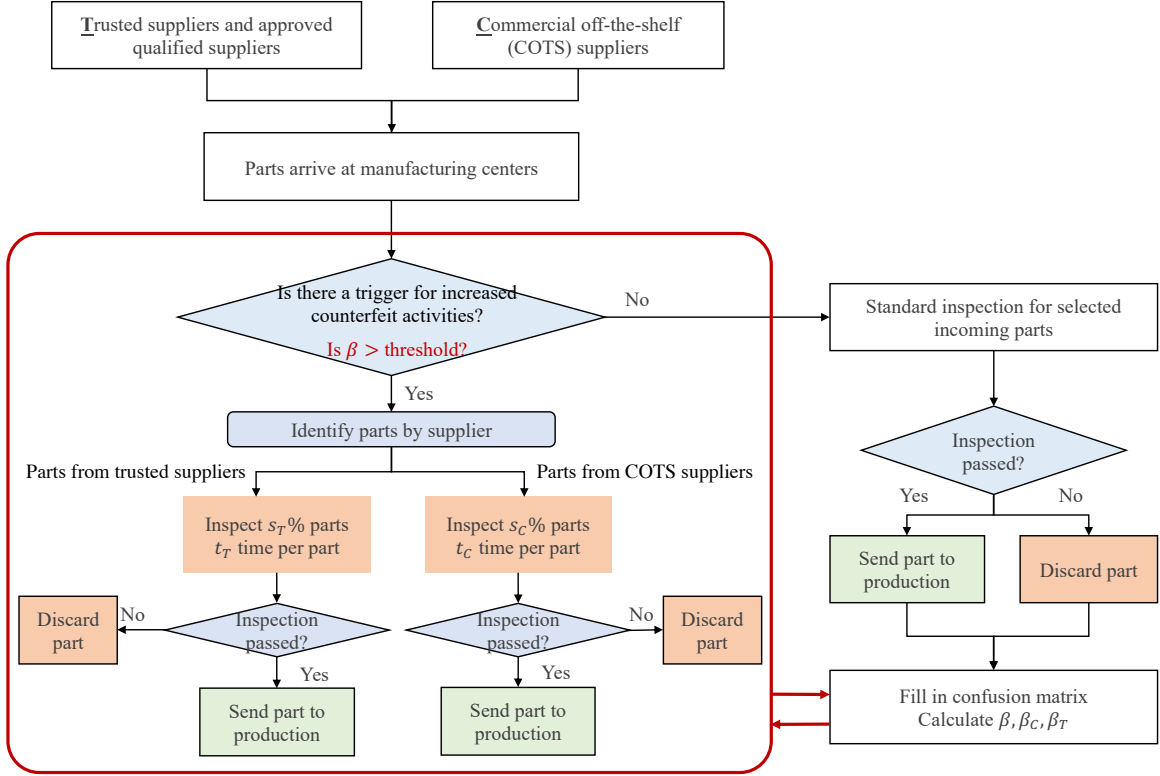 Trusted suppliers and approved
qualified suppliers
Commercial off-the-shelf
(COTS) suppliers
Parts arrive at manufacturing centers
Is there a trigger for increased
counterfeit activities?
Is β > threshold?
No
Yes
Standard inspection for selected
incoming parts
Identify parts by supplier
Parts from trusted suppliers
Parts from COTS suppliers
Inspect s_T% parts
t_T time per part
Inspect s_C% parts
t_C time per part
Inspection
passed?
Yes
No
Send part to
production
Discard part
Discard
part
No
Inspection
passed?
Inspection
passed?
No
Discard
part
Yes
Yes
Send part to
production
Send part to
production
Fill in confusion matrix
Calculate β, β_C, β_T